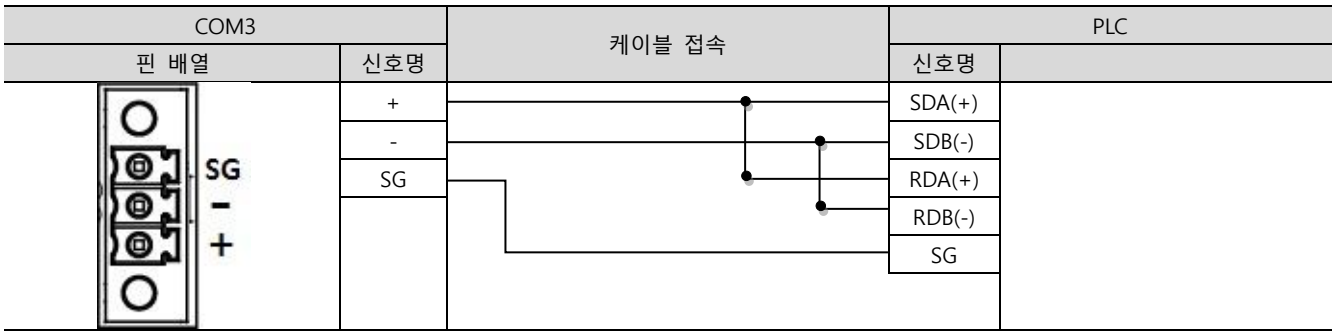 COM3
케이블 접속
PLC
핀 배열
신호명
신호명
SG
-
+
+
-
SG
SDA(+)
SDB(-)
RDA(+)
RDB(-)
SG